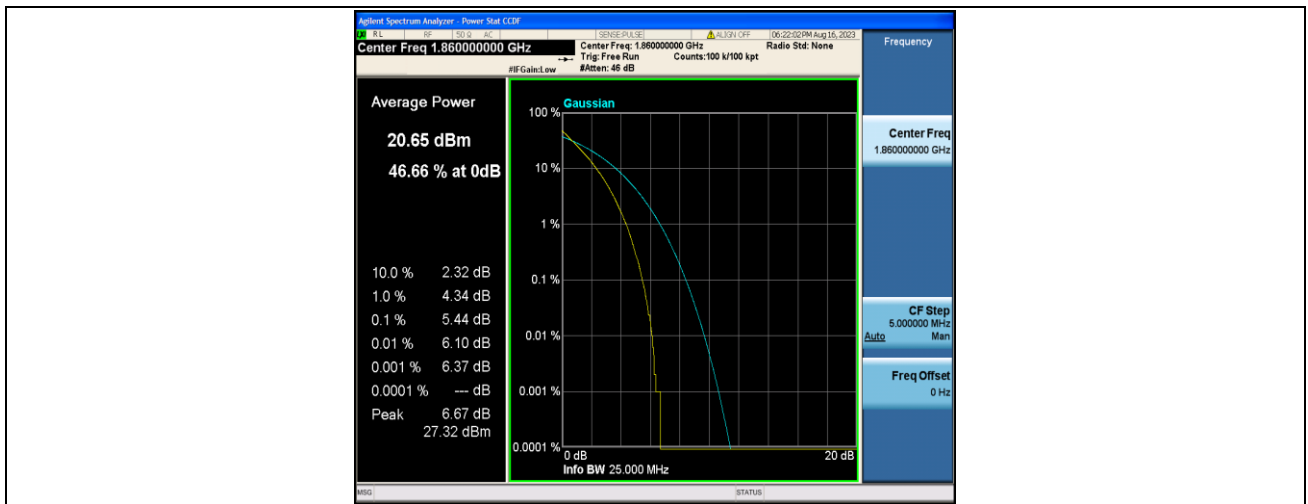 Agilent Spectrum Analyzer - Power Stat CCDF
RL RF 50 Ω AC SENSE:PULSE ALIGN OFF 06:22:02 PM Aug 16, 2023
Center Freq 1.860000000 GHz
Center Freq: 1.860000000 GHz Radio Std: None
Trig: Free Run Counts:100 k/100 kpt
#IFGain:Low #Atten: 46 dB
Frequency
Average Power
20.65 dBm
46.66 % at 0dB
10.0 % 2.32 dB
1.0 % 4.34 dB
0.1 % 5.44 dB
0.01 % 6.10 dB
0.001 % 6.37 dB
0.0001 % --- dB
Peak 6.67 dB
27.32 dBm
Gaussian
100 %
10 %
1 %
0.1 %
0.01 %
0.001 %
0.0001 %
0 dB 20 dB
Info BW 25.000 MHz
Center Freq
1.860000000 GHz
CF Step
5.000000 MHz
Auto Man
Freq Offset
0 Hz
MSG STATUS